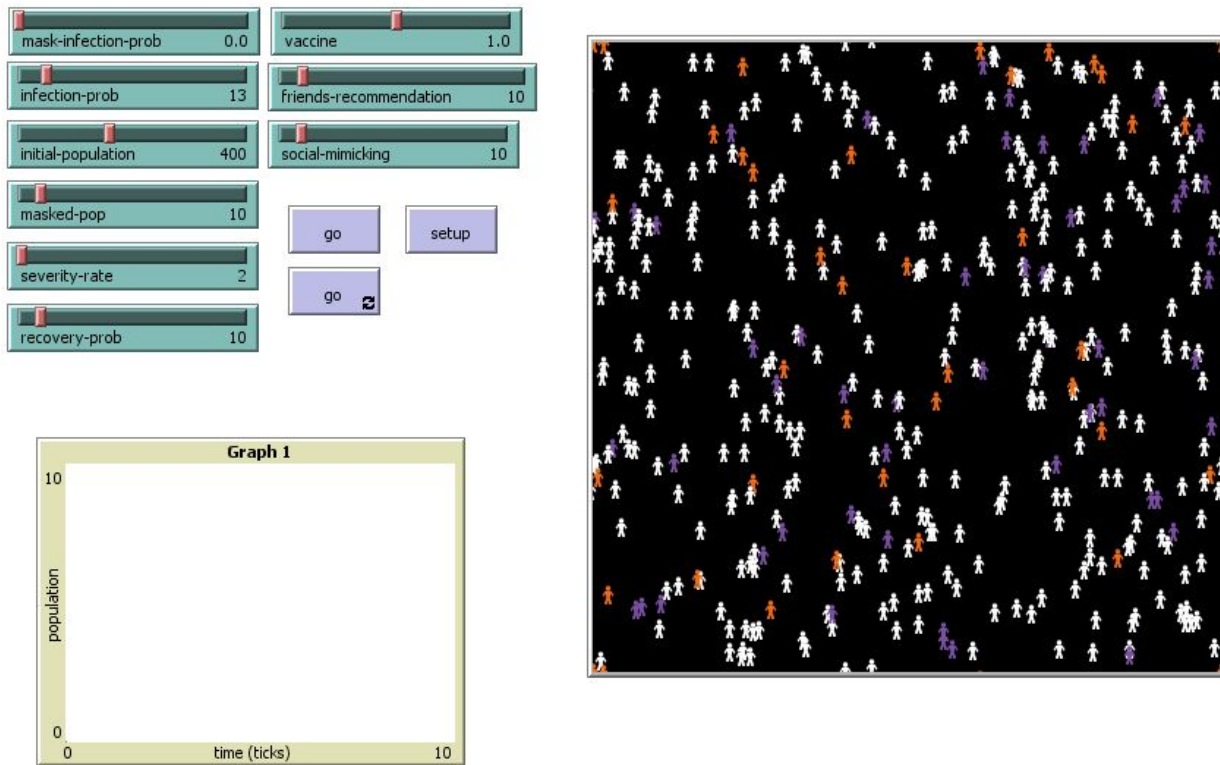 mask-infection-prob 0.0
vaccine 1.0
infection-prob 13
friends-recommendation 10
initial-population 400
social-mimicking 10
masked-pop 10
go
setup
severity-rate 2
go
recovery-prob 10
Graph 1
10
population
0
0 time (ticks) 10